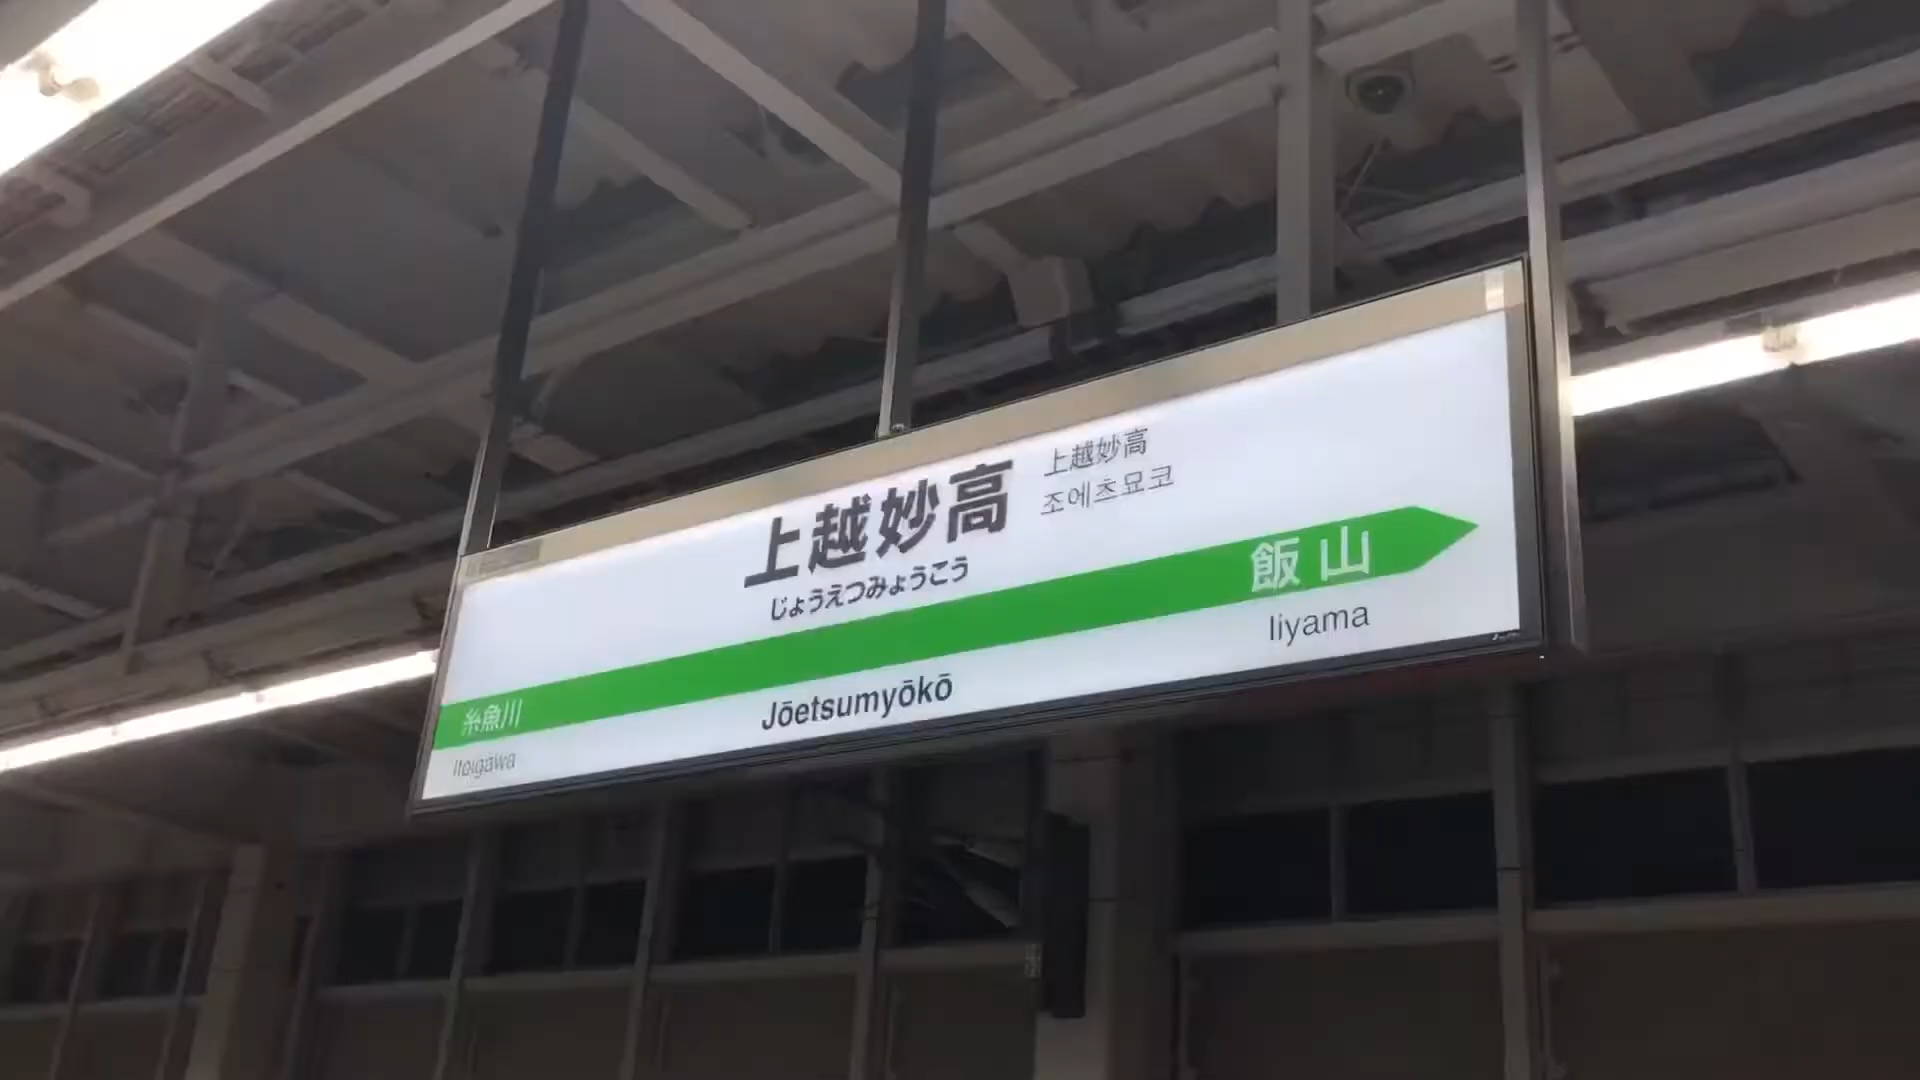 上越妙高
上越妙高
조에츠묘코
じょうえつみょうこう
飯山
Iiyama
糸魚川
Itoigawa
Jōetsumyōkō